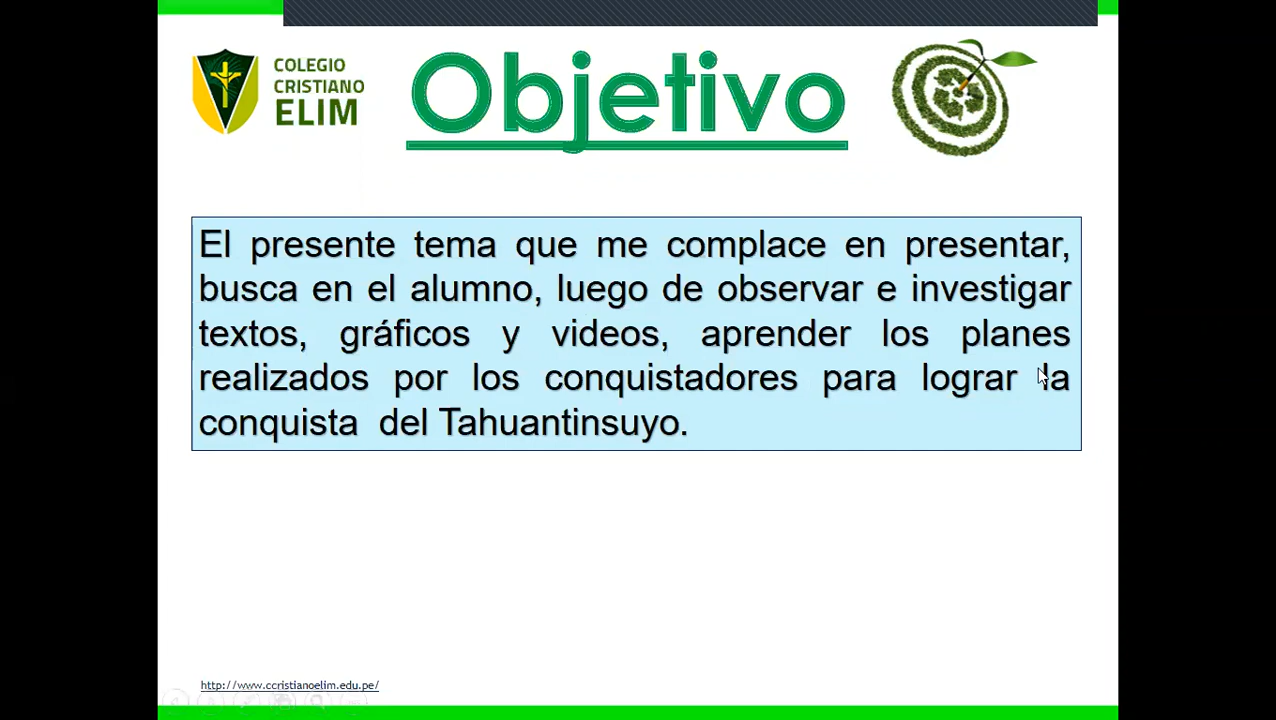 COLEGIO
CRISTIANO
ELIM
Objetivo
El presente tema que me complace en presentar,
busca en el alumno, luego de observar e investigar
textos, gráficos y videos, aprender los planes
realizados por los conquistadores para lograr la
conquista del Tahuantinsuyo.
http://www.ccristianoelim.edu.pe/